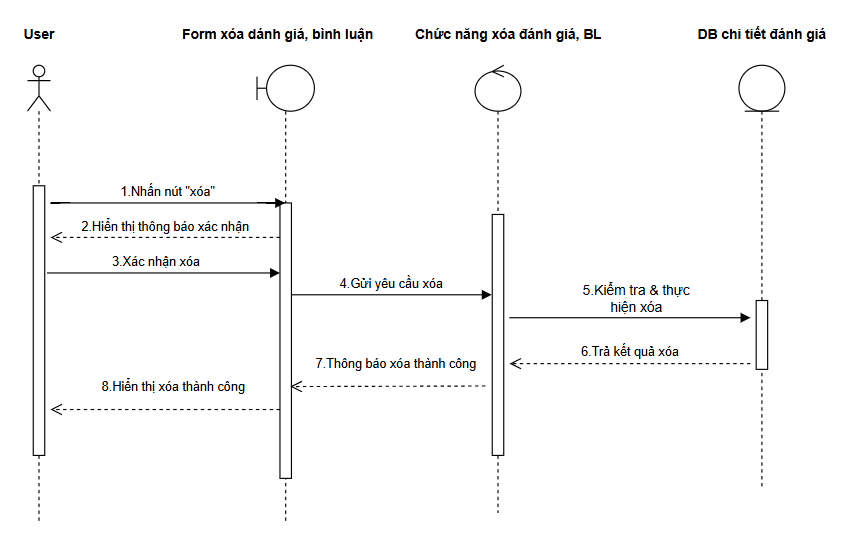 User
Form xóa dánh giá, bình luận
Chức năng xóa đánh giá, BL
DB chi tiết đánh giá
1.Nhấn nút "xóa"
2.Hiển thị thông báo xác nhận
3.Xác nhận xóa
4.Gửi yêu cầu xóa
5.Kiểm tra & thực
hiện xóa
6.Trả kết quả xóa
7.Thông báo xóa thành công
8.Hiển thị xóa thành công